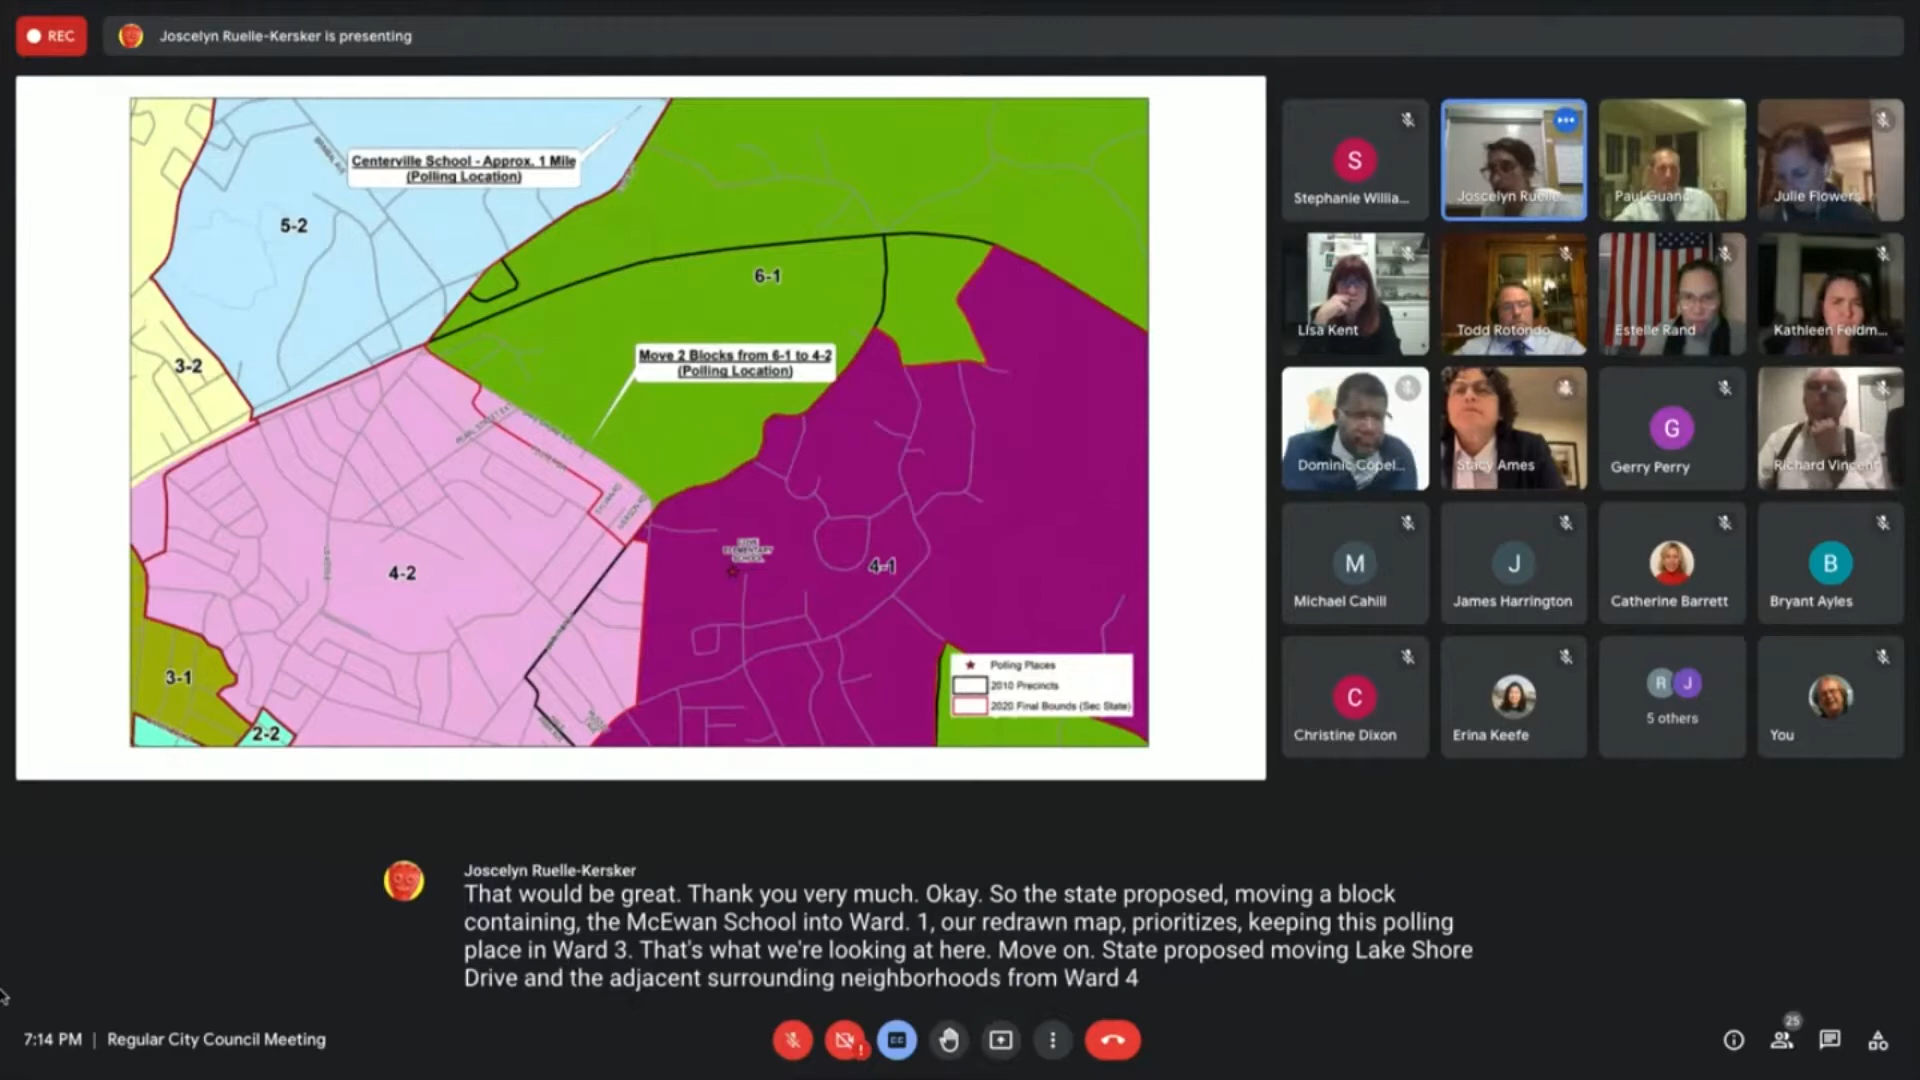 REC
Joscelyn Ruelle-Kersker is presenting
Centerville School - Approx. 1 Mile
(Polling Location)
5-2
6-1
3-2
Move 2 Blocks from 6-1 to 4-2
(Polling Location)
4-2
COVE
ELEMENTARY
SCHOOL
4-1
3-1
2-2
Polling Places
2010 Precincts
2020 Final Bounds (Sec State)
S
Stephanie Willia...
Joscelyn Ruelle...
Paul Guanci
Julie Flowers
Lisa Kent
Todd Rotondo
Estelle Rand
Kathleen Feldm...
Dominic Copel...
Stacy Ames
G
Gerry Perry
Richard Vincent
M
Michael Cahill
J
James Harrington
Catherine Barrett
B
Bryant Ayles
C
Christine Dixon
Erina Keefe
R J
5 others
You
Joscelyn Ruelle-Kersker
That would be great. Thank you very much. Okay. So the state proposed, moving a block
containing, the McEwan School into Ward. 1, our redrawn map, prioritizes, keeping this polling
place in Ward 3. That's what we're looking at here. Move on. State proposed moving Lake Shore
Drive and the adjacent surrounding neighborhoods from Ward 4
7:14 PM | Regular City Council Meeting
CC
25